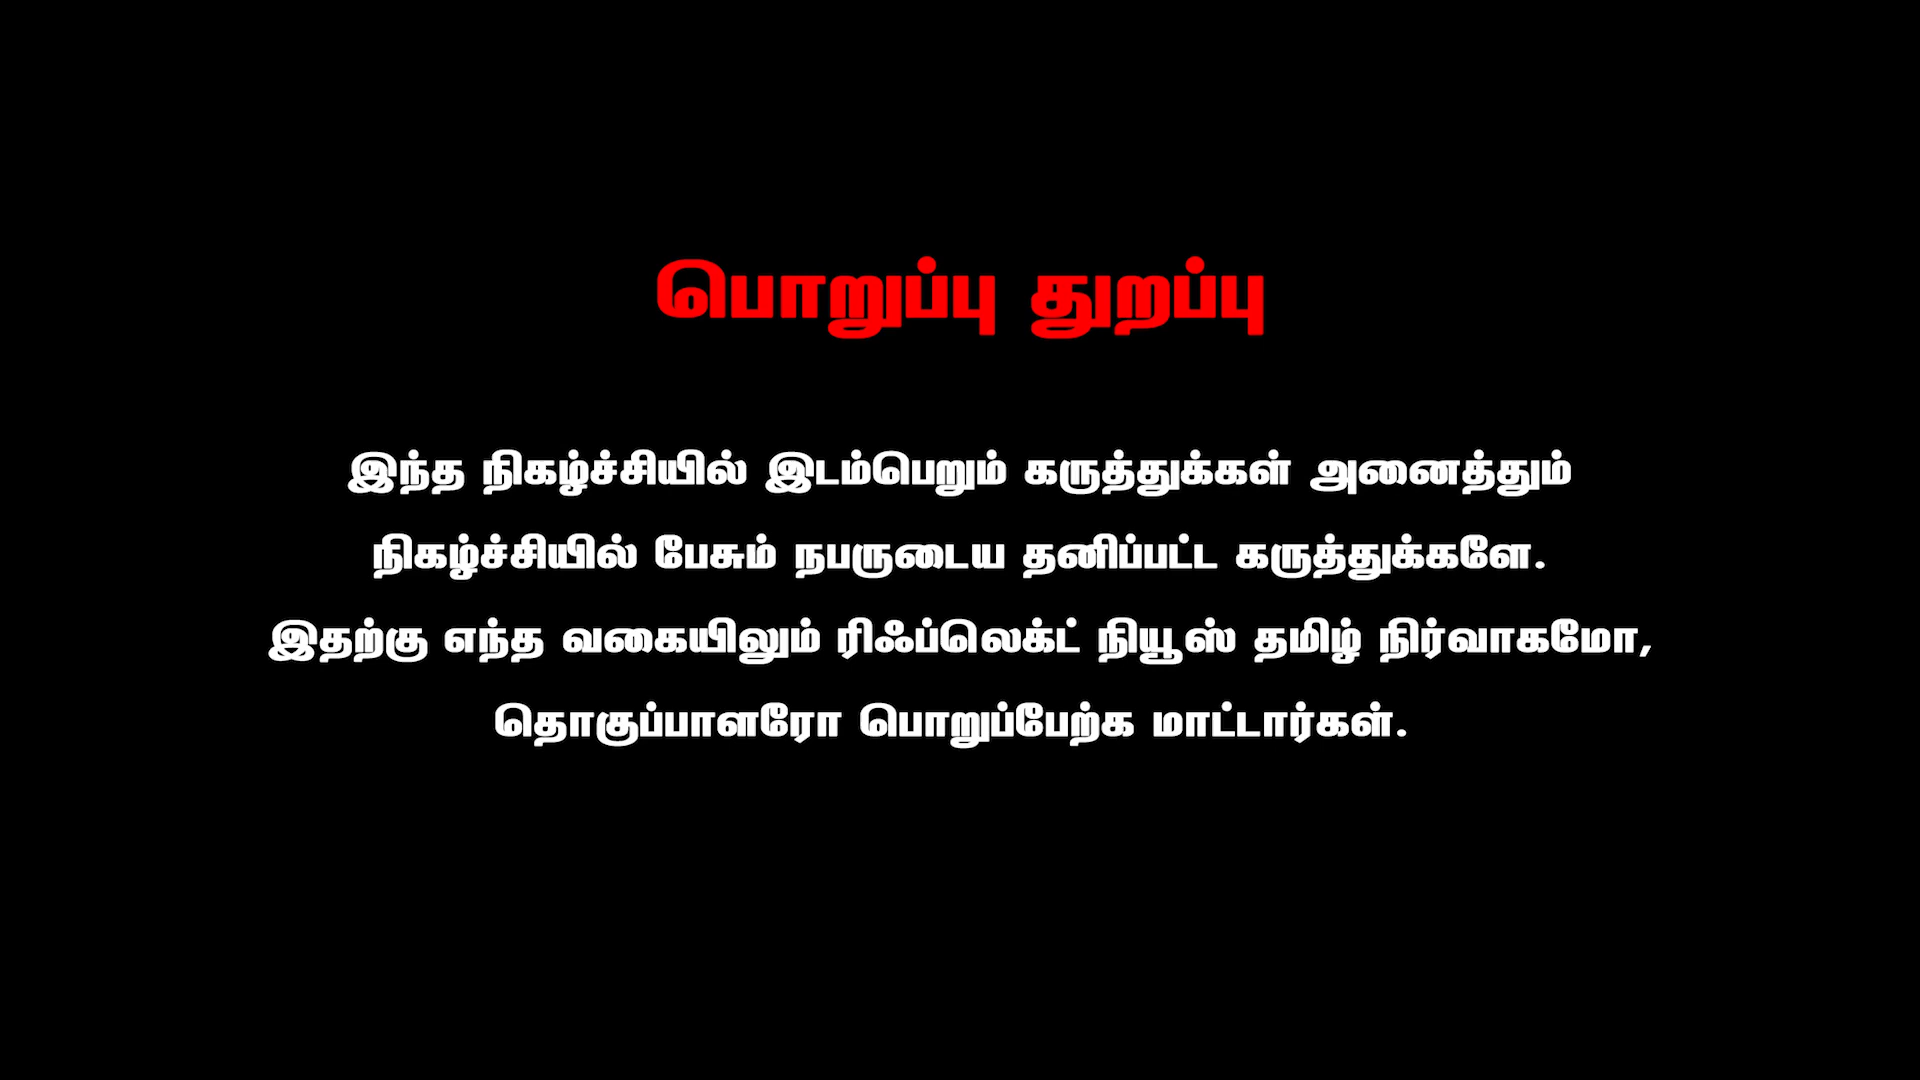 பொறுப்பு துறப்பு
இந்த நிகழ்ச்சியில் இடம்பெறும் கருத்துக்கள் அனைத்தும்
நிகழ்ச்சியில் பேசும் நபருடைய தனிப்பட்ட கருத்துக்களே.
இதற்கு எந்த வகையிலும் ரிஃப்லெக்ட் நியூஸ் தமிழ் நிர்வாகமோ,
தொகுப்பாளரோ பொறுப்பேற்க மாட்டார்கள்.